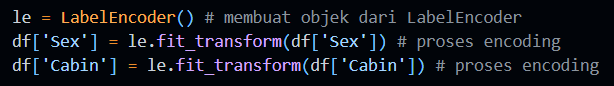 le = LabelEncoder() # membuat objek dari LabelEncoder
df['Sex'] = le.fit_transform(df['Sex']) # proses encoding
df['Cabin'] = le.fit_transform(df['Cabin']) # proses encoding